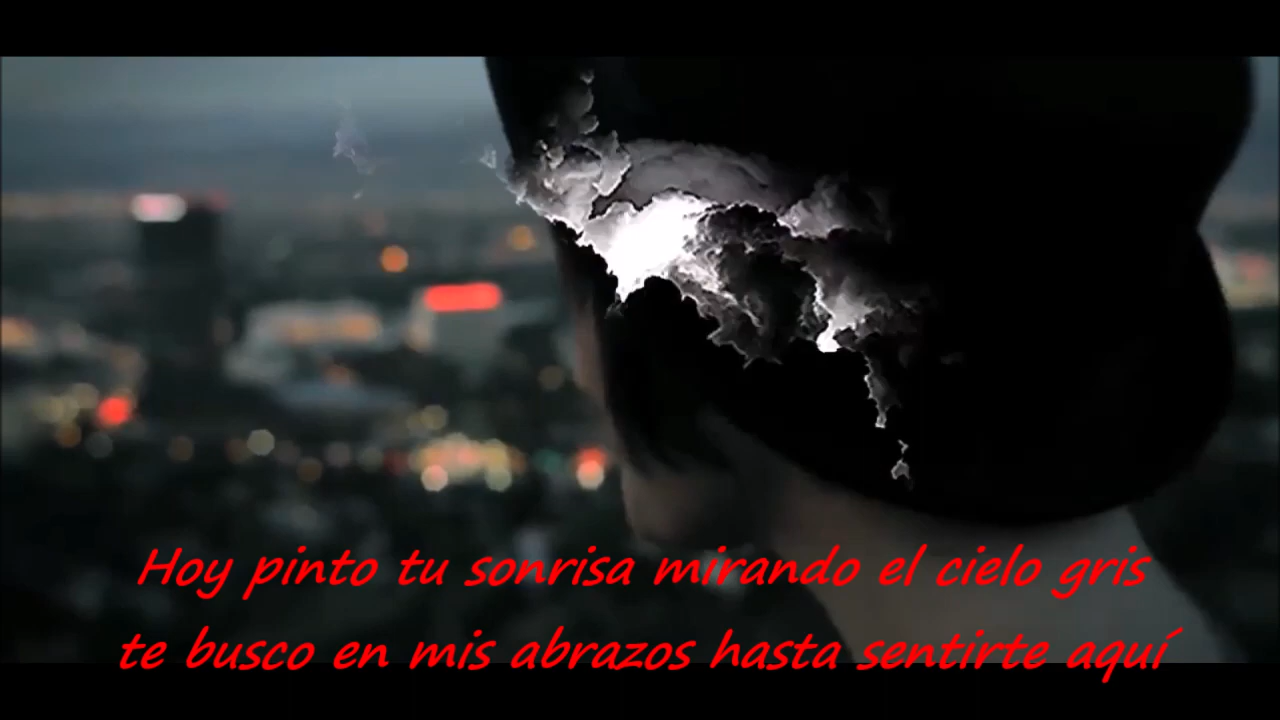 Hoy pinto tu sonrisa mirando el cielo gris
te busco en mis abrazos hasta sentirte aquí